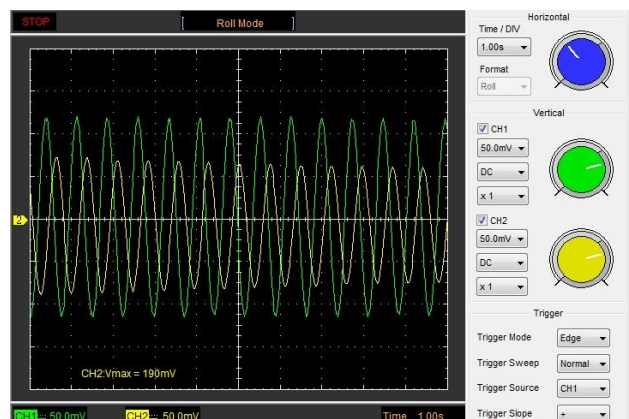 STOP
[ Roll Mode ]
2
CH2:Vmax = 190mV
CH1 50.0mV CH2 50.0mV Time 1.00s
Horizontal
Time / DIV
1.00s
Format
Roll
Vertical
CH1
50.0mV
DC
x 1
CH2
50.0mV
DC
x 1
Trigger
Trigger Mode Edge
Trigger Sweep Normal
Trigger Source CH1
Trigger Slope +